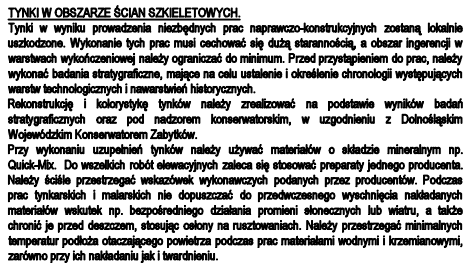 TYNKI W OBSZARZE ŚCIAN SZKIELETOWYCH.
Tynki w wyniku prowadzenia niezbędnych prac naprawczo-konstrukcyjnych zostaną lokalnie
uszkodzone. Wykonanie tych prac musi cechować się dużą starannością, a obszar ingerencji w
warstwach wykończeniowej należy ograniczać do minimum. Przed przystąpieniem do prac, należy
wykonać badania stratygraficzne, mające na celu ustalenie i określenie chronologii występujących
warstw technologicznych i nawarstwień historycznych.
Rekonstrukcję i kolorystykę tynków należy zrealizować na podstawie wyników badań
stratygraficznych oraz pod nadzorem konserwatorskim, w uzgodnieniu z Dolnośląskim
Wojewódzkim Konserwatorem Zabytków.
Przy wykonaniu uzupełnień tynków należy używać materiałów o składzie mineralnym np.
Quick-Mix. Do wszelkich robót elewacyjnych zaleca się stosować preparaty jednego producenta.
Należy ściśle przestrzegać wskazówek wykonawczych podanych przez producentów. Podczas
prac tynkarskich i malarskich nie dopuszczać do przedwczesnego wyschnięcia nakładanych
materiałów wskutek np. bezpośredniego działania promieni słonecznych lub wiatru, a także
chronić je przed deszczem, stosując osłony na rusztowaniach. Należy przestrzegać minimalnych
temperatur podłoża otaczającego powietrza podczas prac materiałami wodnymi i krzemianowymi,
zarówno przy ich nakładaniu jak i twardnieniu.